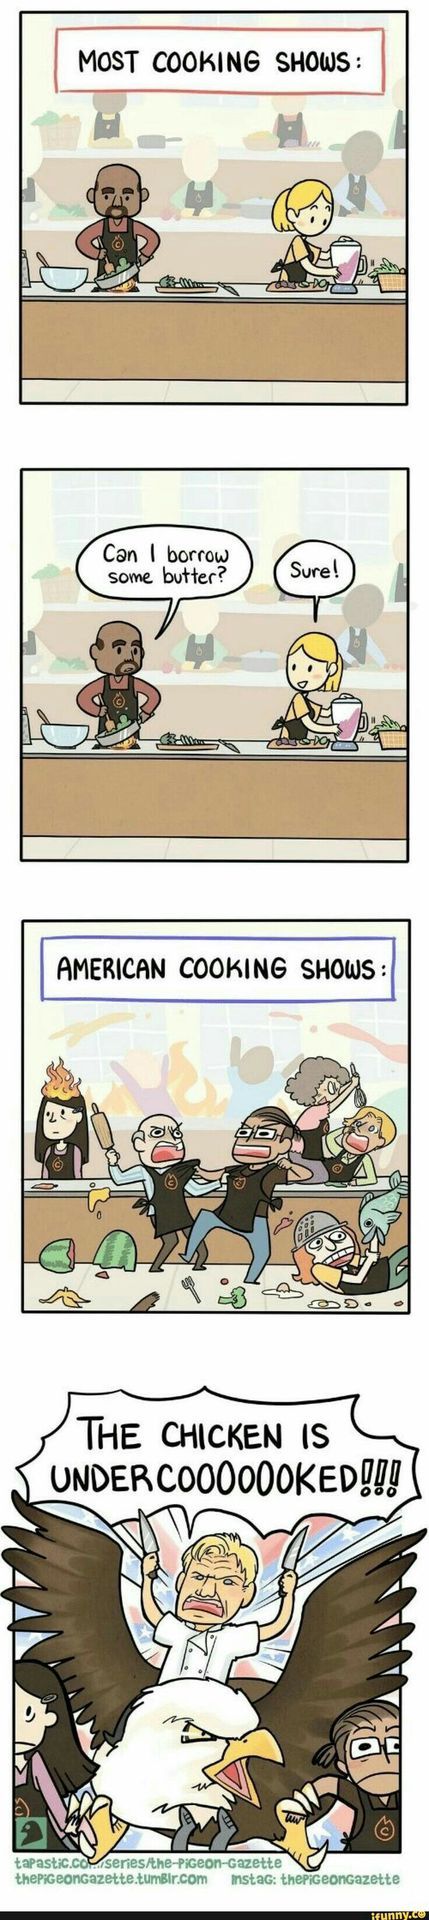 MOST COOKING SHOWS:
Can I borrow
some butter?
Sure!
AMERICAN COOKING SHOWS:
THE CHICKEN IS
UNDERCOOOOOOKED!!!
thePiGeonGazette.tumBlr.com
InstaG: thePiGeonGazette
ifunny.co